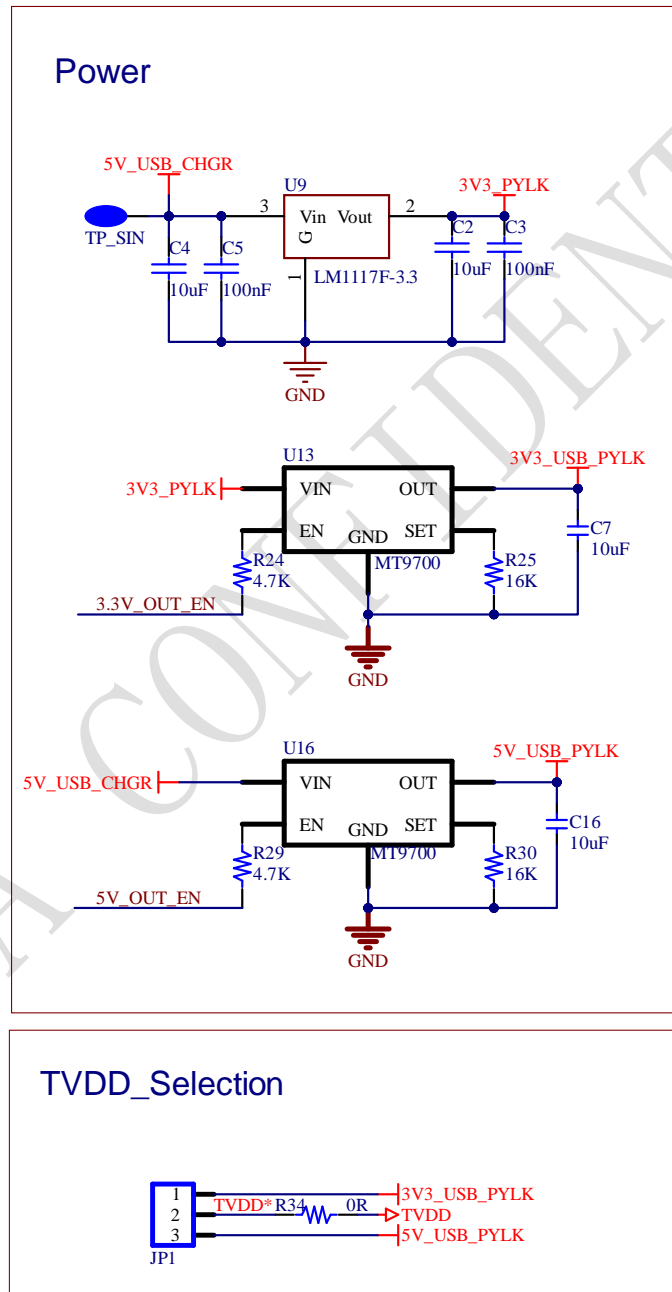 Power
5V_USB_CHGR
U9
3V3_PYLK
3
Vin Vout
2
TP_SIN
G
C4
C5
C2
C3
1
10uF
100nF
LM1117F-3.3
10uF
100nF
GND
U13
3V3_USB_PYLK
3V3_PYLK
VIN
OUT
EN
GND
SET
C7
10uF
R24
4.7K
MT9700
R25
16K
3.3V_OUT_EN
GND
U16
5V_USB_PYLK
5V_USB_CHGR
VIN
OUT
EN
GND
SET
C16
10uF
R29
4.7K
MT9700
R30
16K
5V_OUT_EN
GND
A CONFIDENT
TVDD_Selection
1
3V3_USB_PYLK
2
TVDD*
R34
0R
TVDD
3
5V_USB_PYLK
JP1